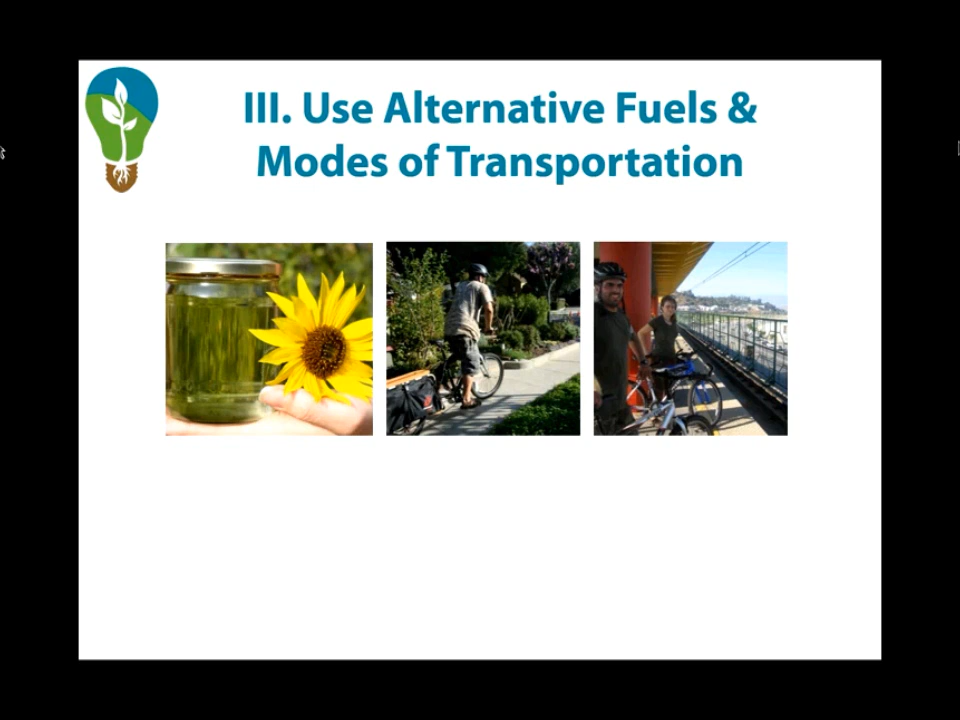 III. Use Alternative Fuels &
Modes of Transportation